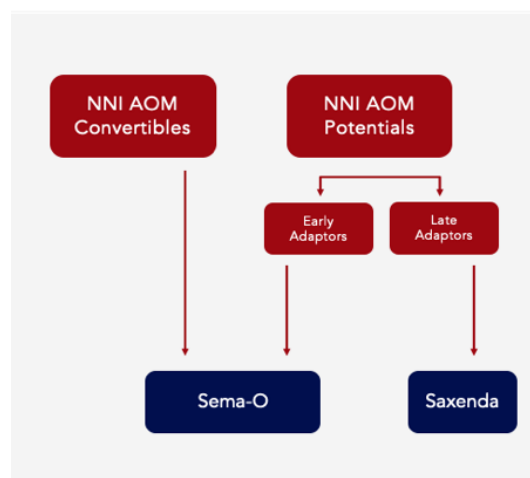 NNI AOM
Convertibles
NNI AOM
Potentials
Early
Adaptors
Late
Adaptors
Sema-O
Saxenda